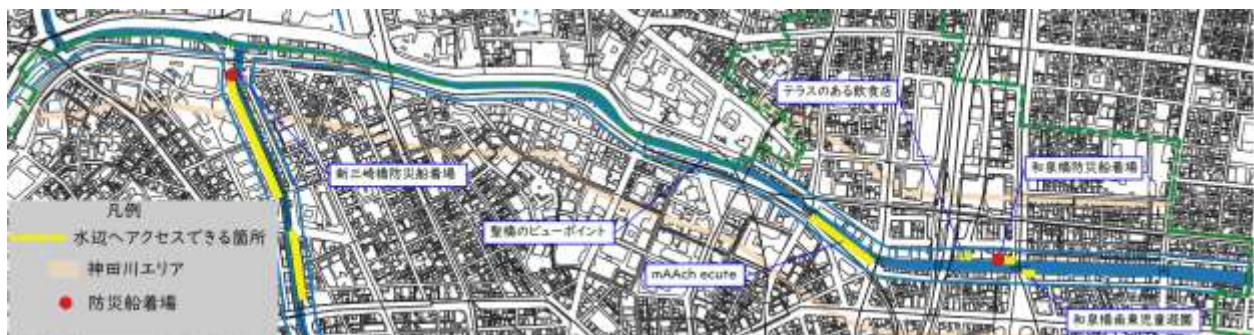 テラスのある飲食店
和泉橋防災船着場
新三崎橋防災船着場
凡例
水辺へアクセスできる箇所
聖橋のビューポイント
神田川エリア
mAAch ecute
防災船着場
和泉橋南東児童遊園